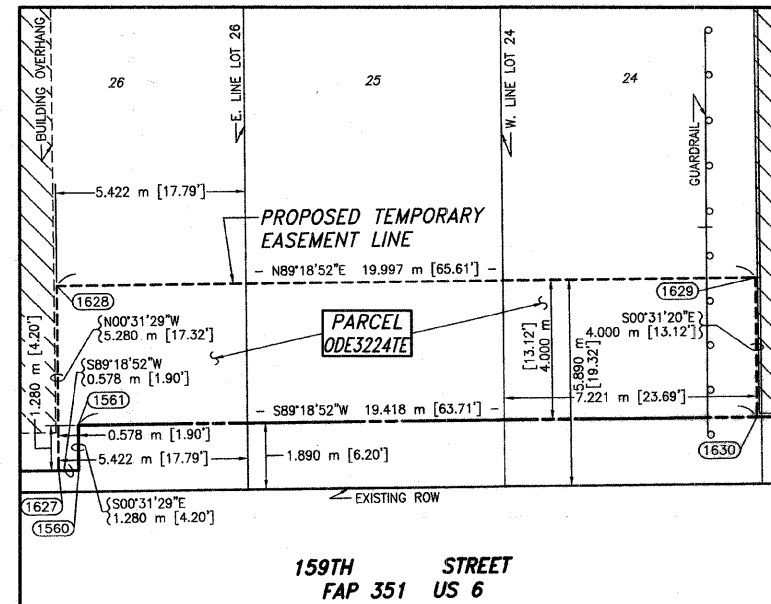 BUILDING OVERHANG
26
E. LINE LOT 26
25
W. LINE LOT 24
24
GUARDRAIL
5.422 m [17.79']
PROPOSED TEMPORARY
EASEMENT LINE
N89°18'52"E 19.997 m [65.61']
1628
1629
N00°31'29"W
5.280 m [17.32']
PARCEL
0DE3224TE
S00°31'20"E
4.000 m [13.12']
1.280 m [4.20']
S89°18'52"W
0.578 m [1.90']
[13.12']
4.000 m
5.890 m
[19.32']
1561
7.221 m [23.69']
S89°18'52"W 19.418 m [63.71']
0.578 m [1.90']
1630
5.422 m [17.79']
1.890 m [6.20']
1627
1560
S00°31'29"E
1.280 m [4.20']
EXISTING ROW
159TH STREET
FAP 351 US 6